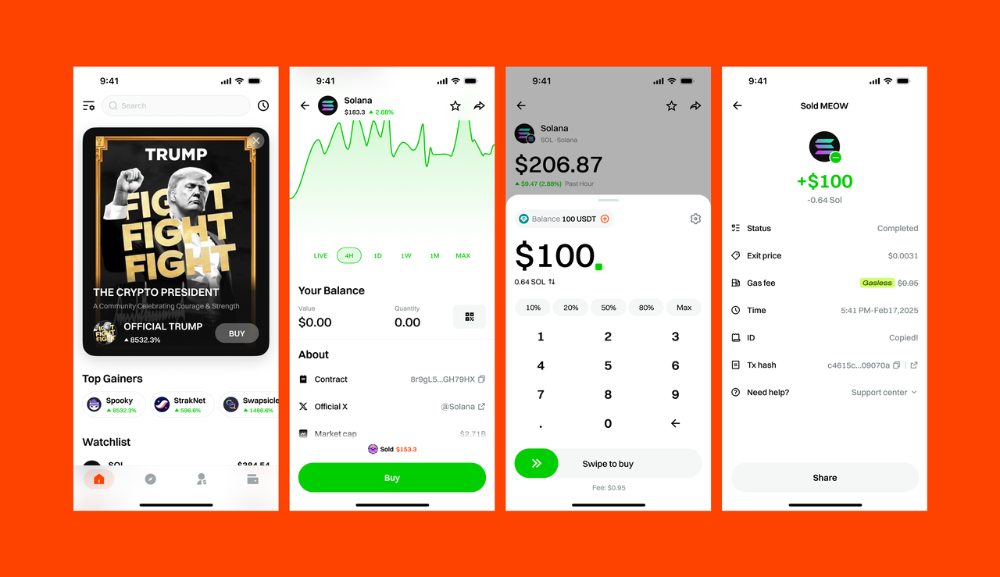 9:41
Search
TRUMP
FIGHT
FIGHT
FIGHT
THE CRYPTO PRESIDENT
A Community Celebrating Courage & Strength
FIGHT
FIGHT
FIGHT
OFFICIAL TRUMP
8532.3%
BUY
Top Gainers
Spooky
8532.3%
StrakNet
596.6%
Swapsicle
1486.6%
Watchlist
SOL
$284.54
9:41
Solana
$183.3 2.88%
LIVE 4H 1D 1W 1M MAX
Your Balance
Value Quantity
$0.00 0.00
About
Contract 8r9gL5...GH79HX
Official X @Solana
Market cap $2.71B
Sold $153.3
Buy
9:41
Solana
SOL · Solana
$206.87
$9.47 (2.88%) Past Hour
Balance 100 USDT
$100
0.64 SOL
10% 20% 50% 80% Max
1 2 3
4 5 6
7 8 9
. 0
Swipe to buy
Fee: $0.95
9:41
Sold MEOW
+$100
-0.64 Sol
Status Completed
Exit price $0.0031
Gas fee Gasless $0.95
Time 5:41 PM-Feb17,2025
ID Copied!
Tx hash c4615c...09070a
Need help? Support center
Share